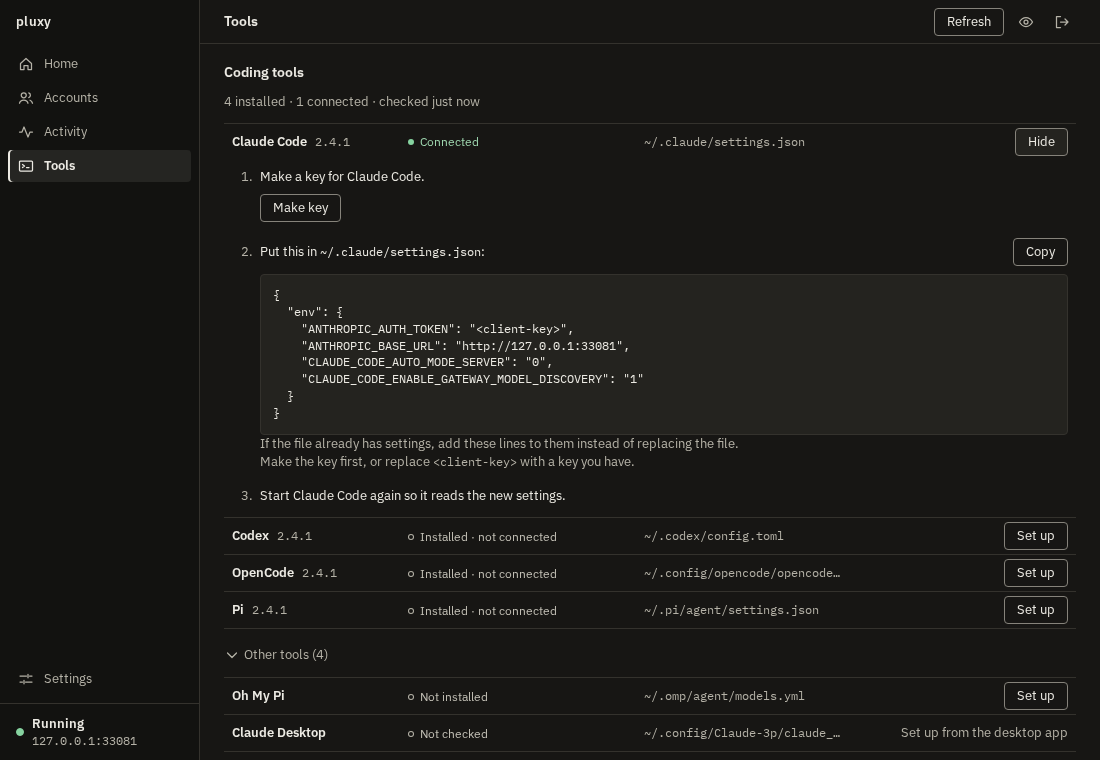 pluxy
Tools
Refresh
Home
Accounts
Activity
Tools
Coding tools
4 installed · 1 connected · checked just now
Claude Code 2.4.1 Connected ~/.claude/settings.json Hide
1. Make a key for Claude Code.
Make key
2. Put this in ~/.claude/settings.json: Copy
{
  "env": {
    "ANTHROPIC_AUTH_TOKEN": "<client-key>",
    "ANTHROPIC_BASE_URL": "http://127.0.0.1:33081",
    "CLAUDE_CODE_AUTO_MODE_SERVER": "0",
    "CLAUDE_CODE_ENABLE_GATEWAY_MODEL_DISCOVERY": "1"
  }
}
If the file already has settings, add these lines to them instead of replacing the file.
Make the key first, or replace <client-key> with a key you have.
3. Start Claude Code again so it reads the new settings.
Codex 2.4.1 Installed · not connected ~/.codex/config.toml Set up
OpenCode 2.4.1 Installed · not connected ~/.config/opencode/opencode… Set up
Pi 2.4.1 Installed · not connected ~/.pi/agent/settings.json Set up
Other tools (4)
Oh My Pi Not installed ~/.omp/agent/models.yml Set up
Claude Desktop Not checked ~/.config/Claude-3p/claude_… Set up from the desktop app
Settings
Running
127.0.0.1:33081